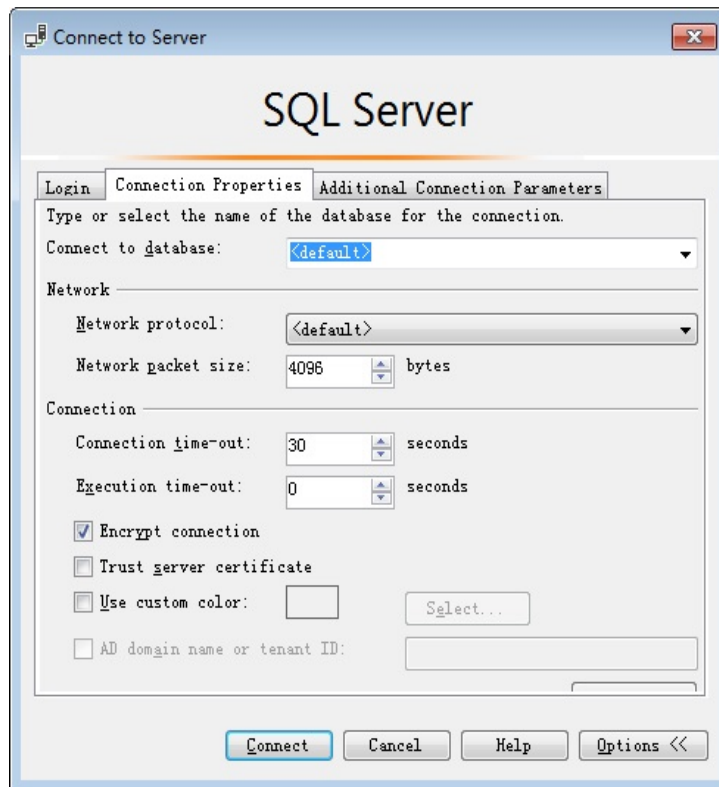 Connect to Server
SQL Server
Login Connection Properties Additional Connection Parameters
Type or select the name of the database for the connection.
Connect to database: <default>
Network
Network protocol: <default>
Network packet size: 4096 bytes
Connection
Connection time-out: 30 seconds
Execution time-out: 0 seconds
Encrypt connection
Trust server certificate
Use custom color: Select...
AD domain name or tenant ID:
Connect Cancel Help Options <<